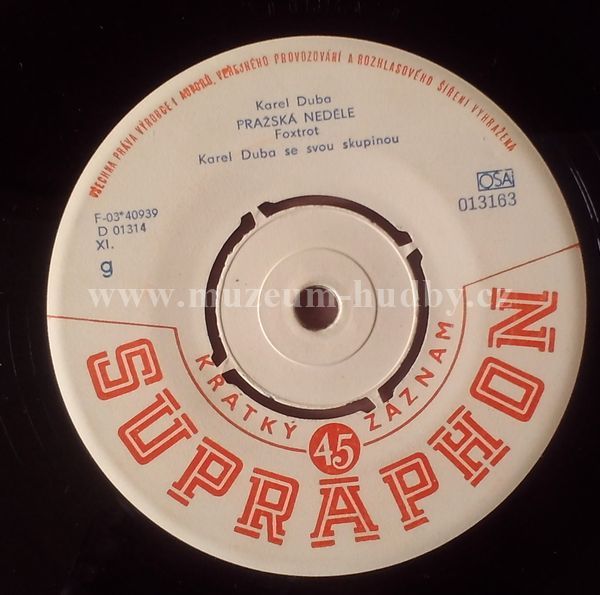 VŠECHNA PRÁVA VÝROBCE I AUTORŮ, VEŘEJNÉHO PROVOZOVÁNÍ A ROZHLASOVÉHO ŠÍŘENÍ VYHRAŽENA
Karel Duba
PRAŽSKÁ NEDĚLE
Foxtrot
Karel Duba se svou skupinou
OSA
013163
F-03*40939
D 01314
XI.
g
www.muzeum-hudby.cz
KRÁTKÝ 45 ZÁZNAM
SUPRAPHON